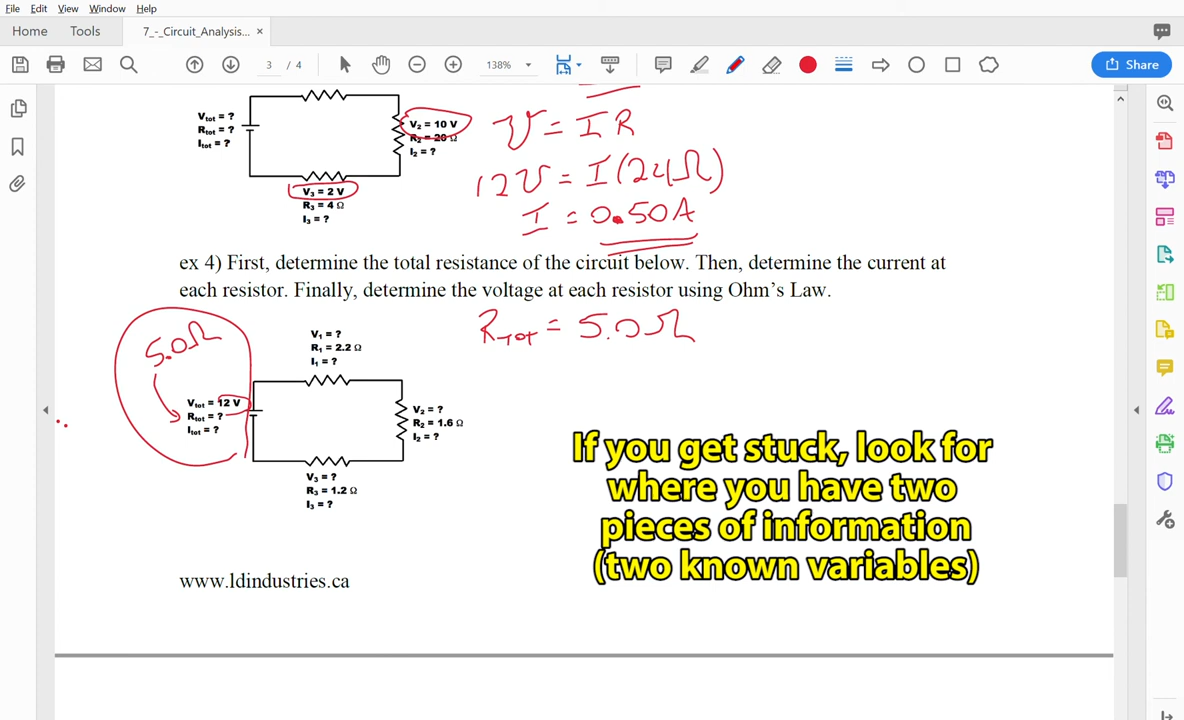 File Edit View Window Help
Home Tools 7_-_Circuit_Analysis... ×
3 / 4 138% Share
Vtot = ?
Rtot = ?
Itot = ?
V2 = 10 V
R2 = 20 Ω
I2 = ?
V3 = 2 V
R3 = 4 Ω
I3 = ?
V = IR
12V = I(24Ω)
I = 0.50A
ex 4) First, determine the total resistance of the circuit below. Then, determine the current at
each resistor. Finally, determine the voltage at each resistor using Ohm's Law.
RTOT = 5.0Ω
5.0Ω
V1 = ?
R1 = 2.2 Ω
I1 = ?
Vtot = 12 V
Rtot = ?
Itot = ?
V2 = ?
R2 = 1.6 Ω
I2 = ?
V3 = ?
R3 = 1.2 Ω
I3 = ?
If you get stuck, look for
where you have two
pieces of information
(two known variables)
www.ldindustries.ca